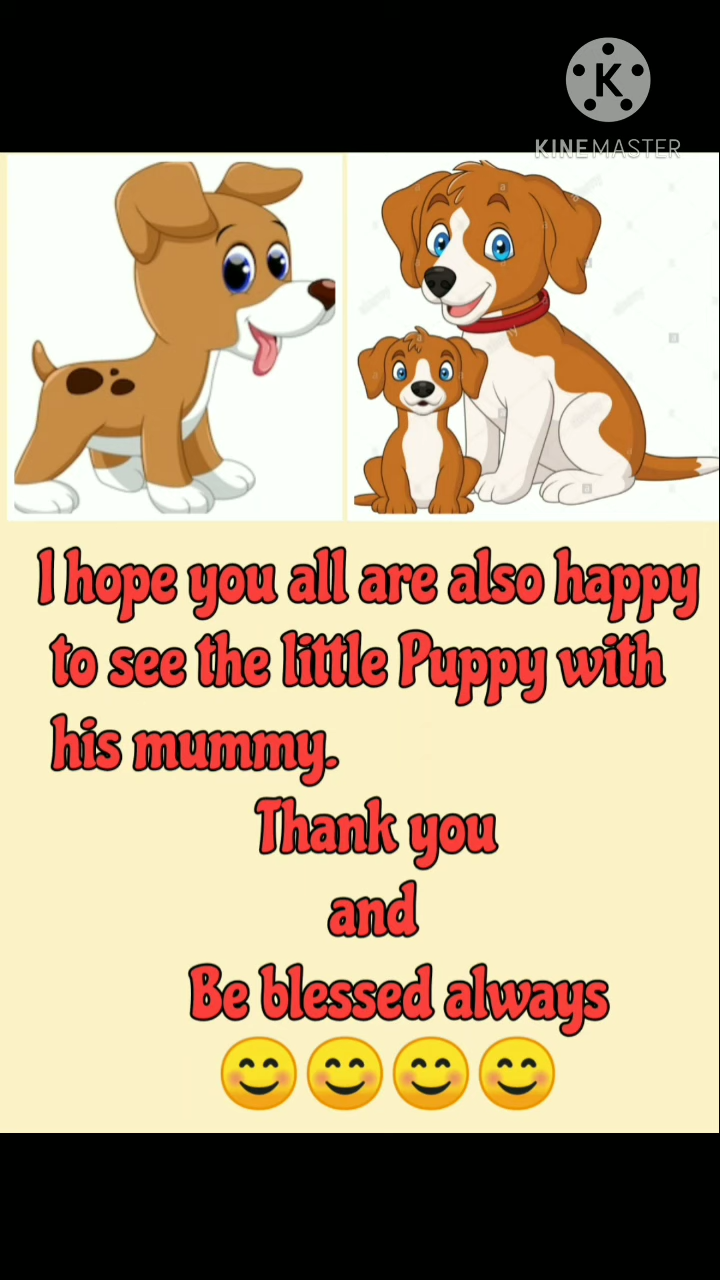 K
KINEMASTER
I hope you all are also happy
to see the little Puppy with
his mummy.
Thank you
and
Be blessed always
😊😊😊😊